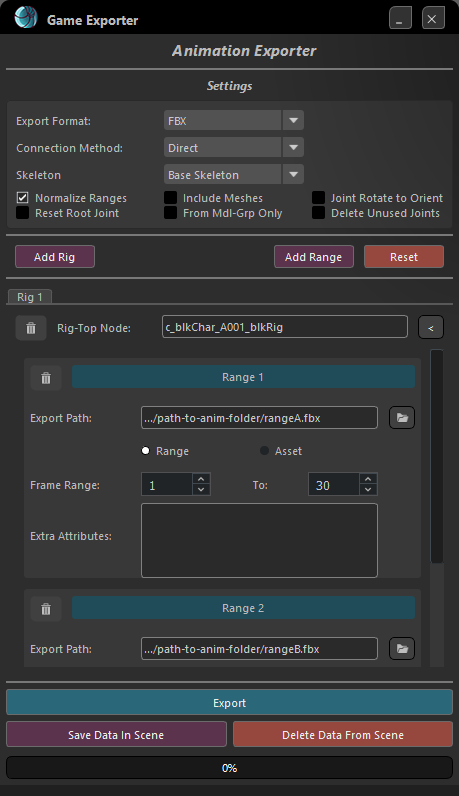 Game Exporter
Animation Exporter
Settings
Export Format: FBX
Connection Method: Direct
Skeleton Base Skeleton
Normalize Ranges Include Meshes Joint Rotate to Orient
Reset Root Joint From Mdl-Grp Only Delete Unused Joints
Add Rig Add Range Reset
Rig 1
Rig-Top Node: c_blkChar_A001_blkRig <
Range 1
Export Path: .../path-to-anim-folder/rangeA.fbx
Range Asset
Frame Range: 1 To: 30
Extra Attributes:
Range 2
Export Path: .../path-to-anim-folder/rangeB.fbx
Export
Save Data In Scene Delete Data From Scene
0%